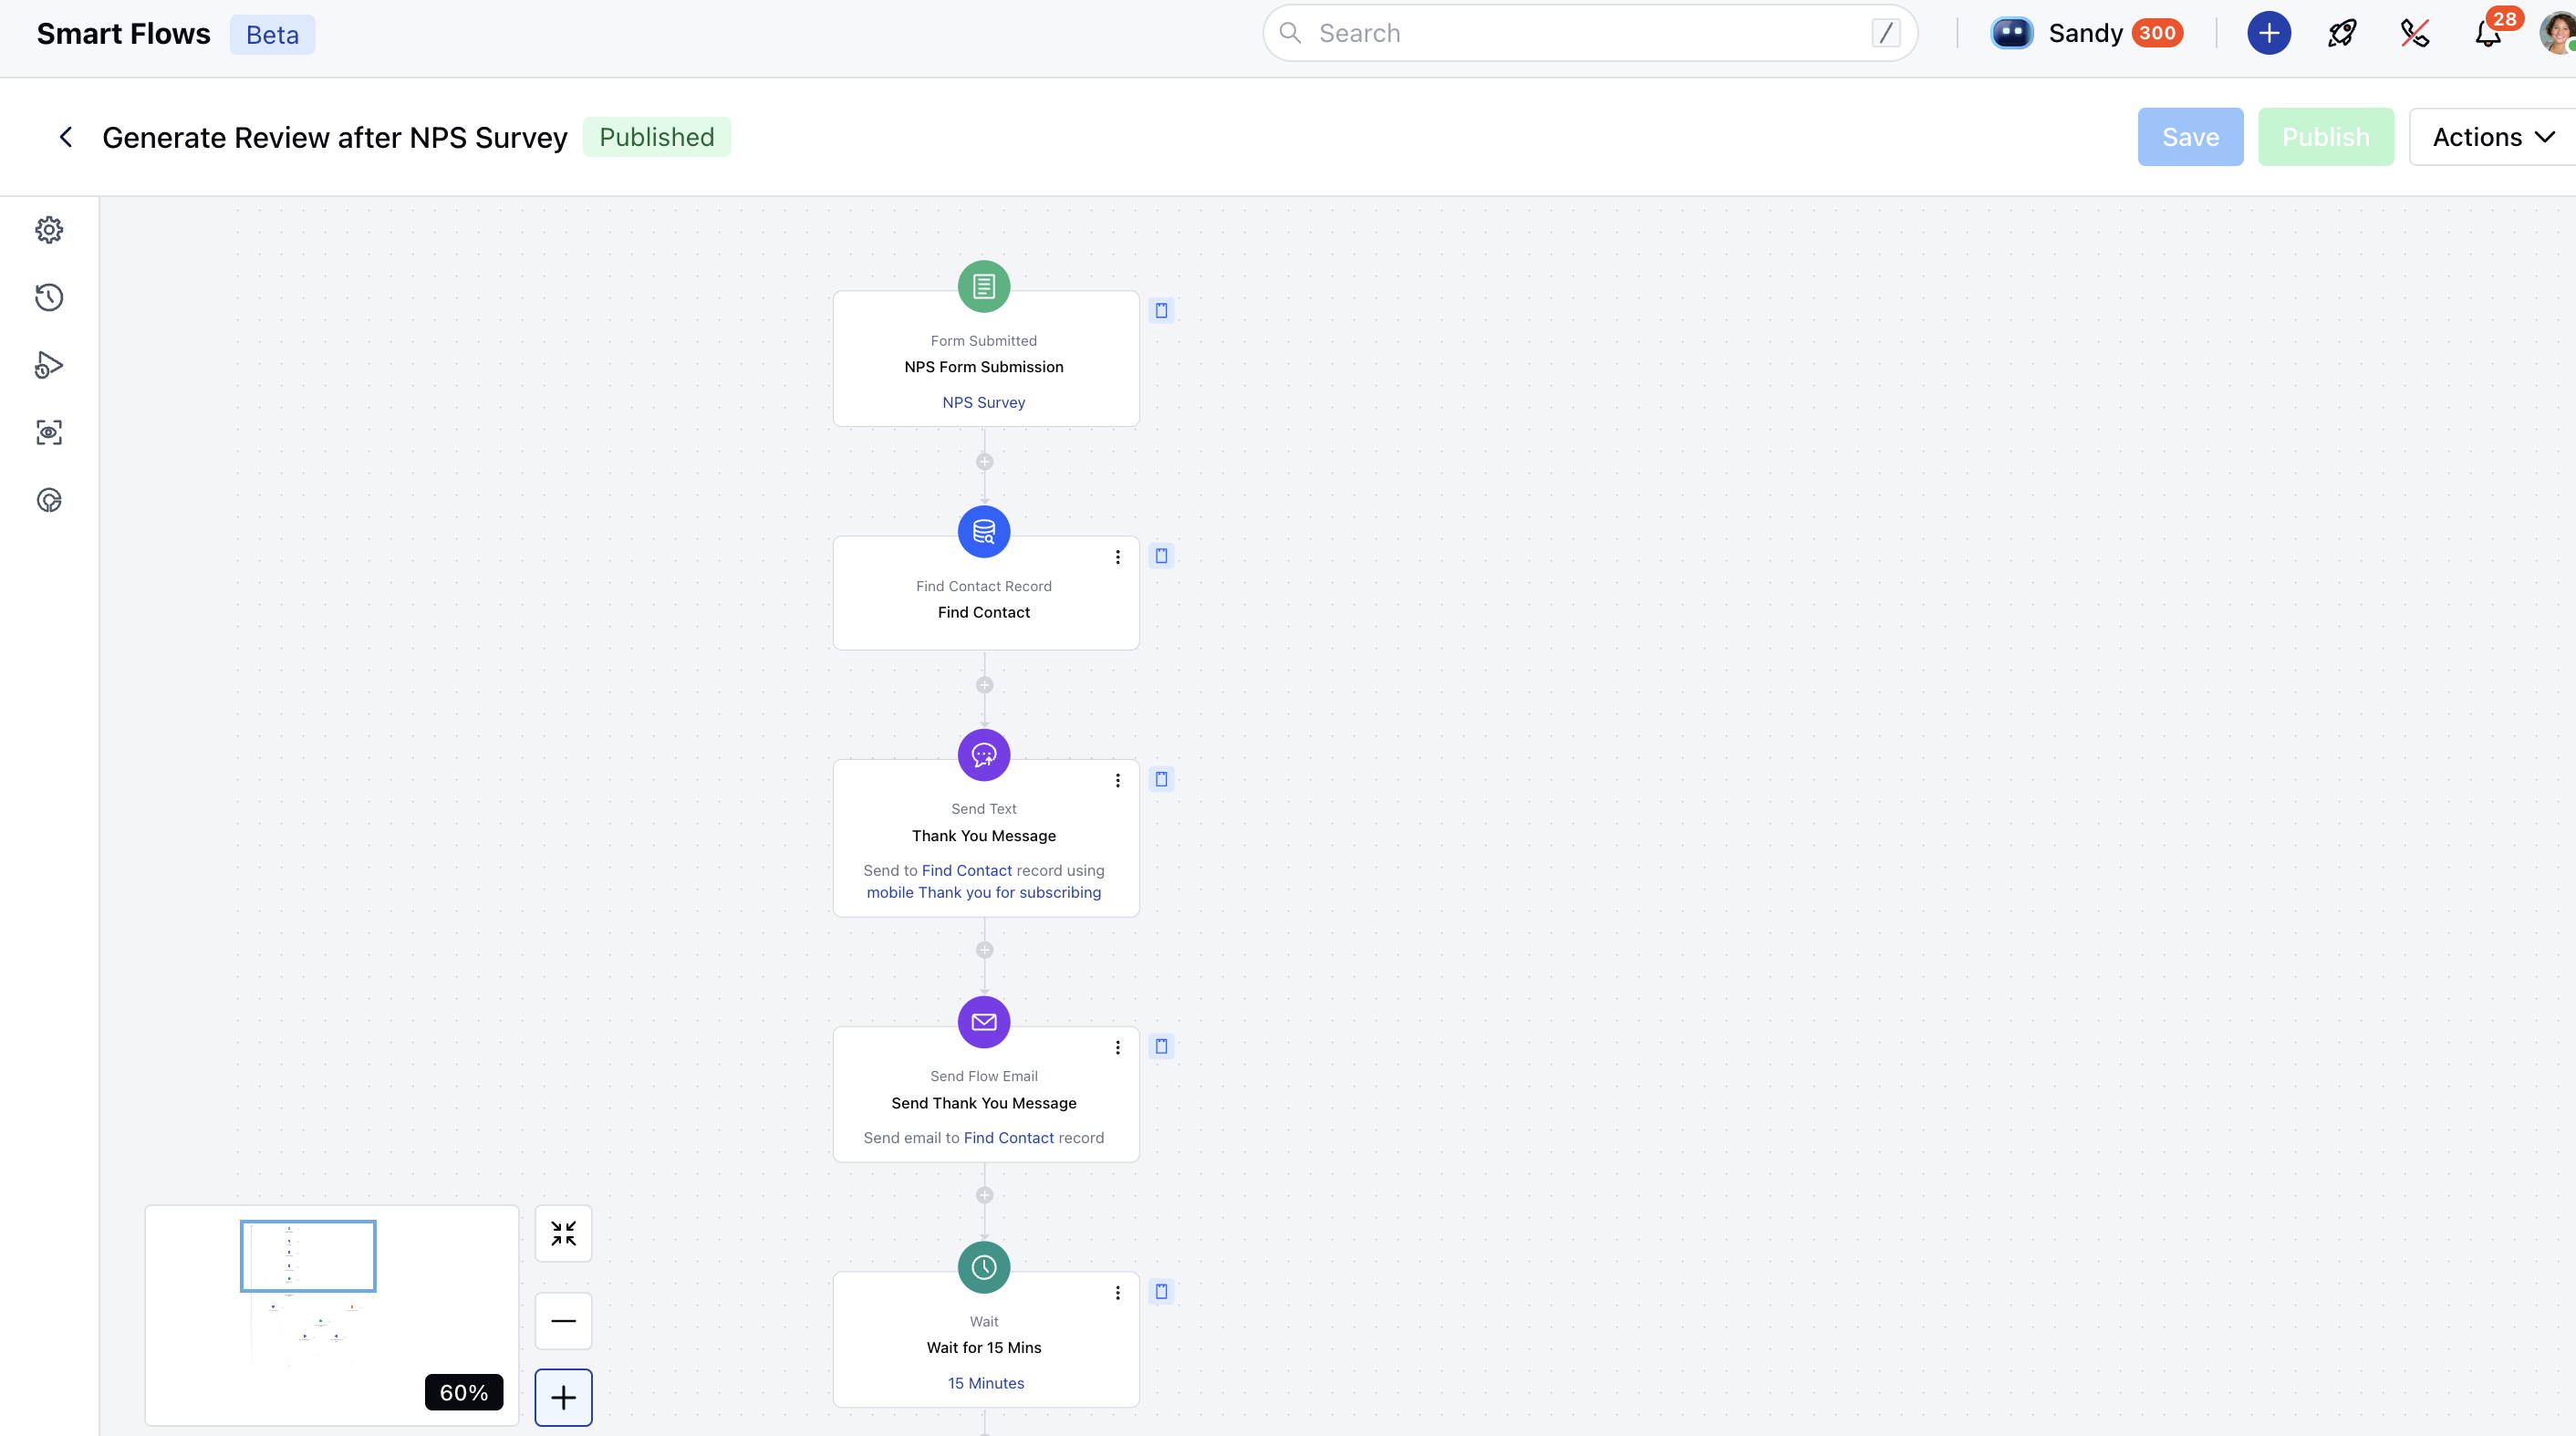 Smart Flows
Beta
Search
/
Sandy
300
28
Generate Review after NPS Survey
Published
Save
Publish
Actions
Form Submitted
NPS Form Submission
NPS Survey
Find Contact Record
Find Contact
Send Text
Thank You Message
Send to Find Contact record using
mobile Thank you for subscribing
Send Flow Email
Send Thank You Message
Send email to Find Contact record
Wait
Wait for 15 Mins
15 Minutes
60%